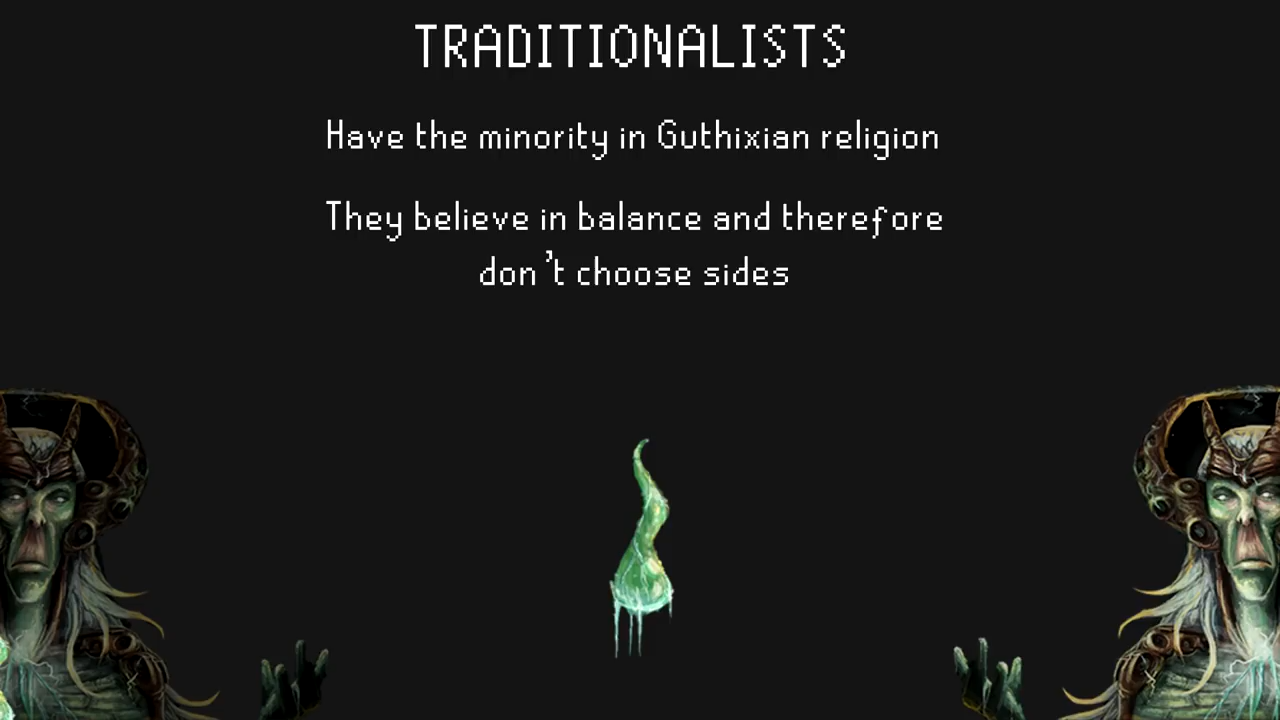 TRADITIONALISTS
Have the minority in Guthixian religion
They believe in balance and therefore
don't choose sides